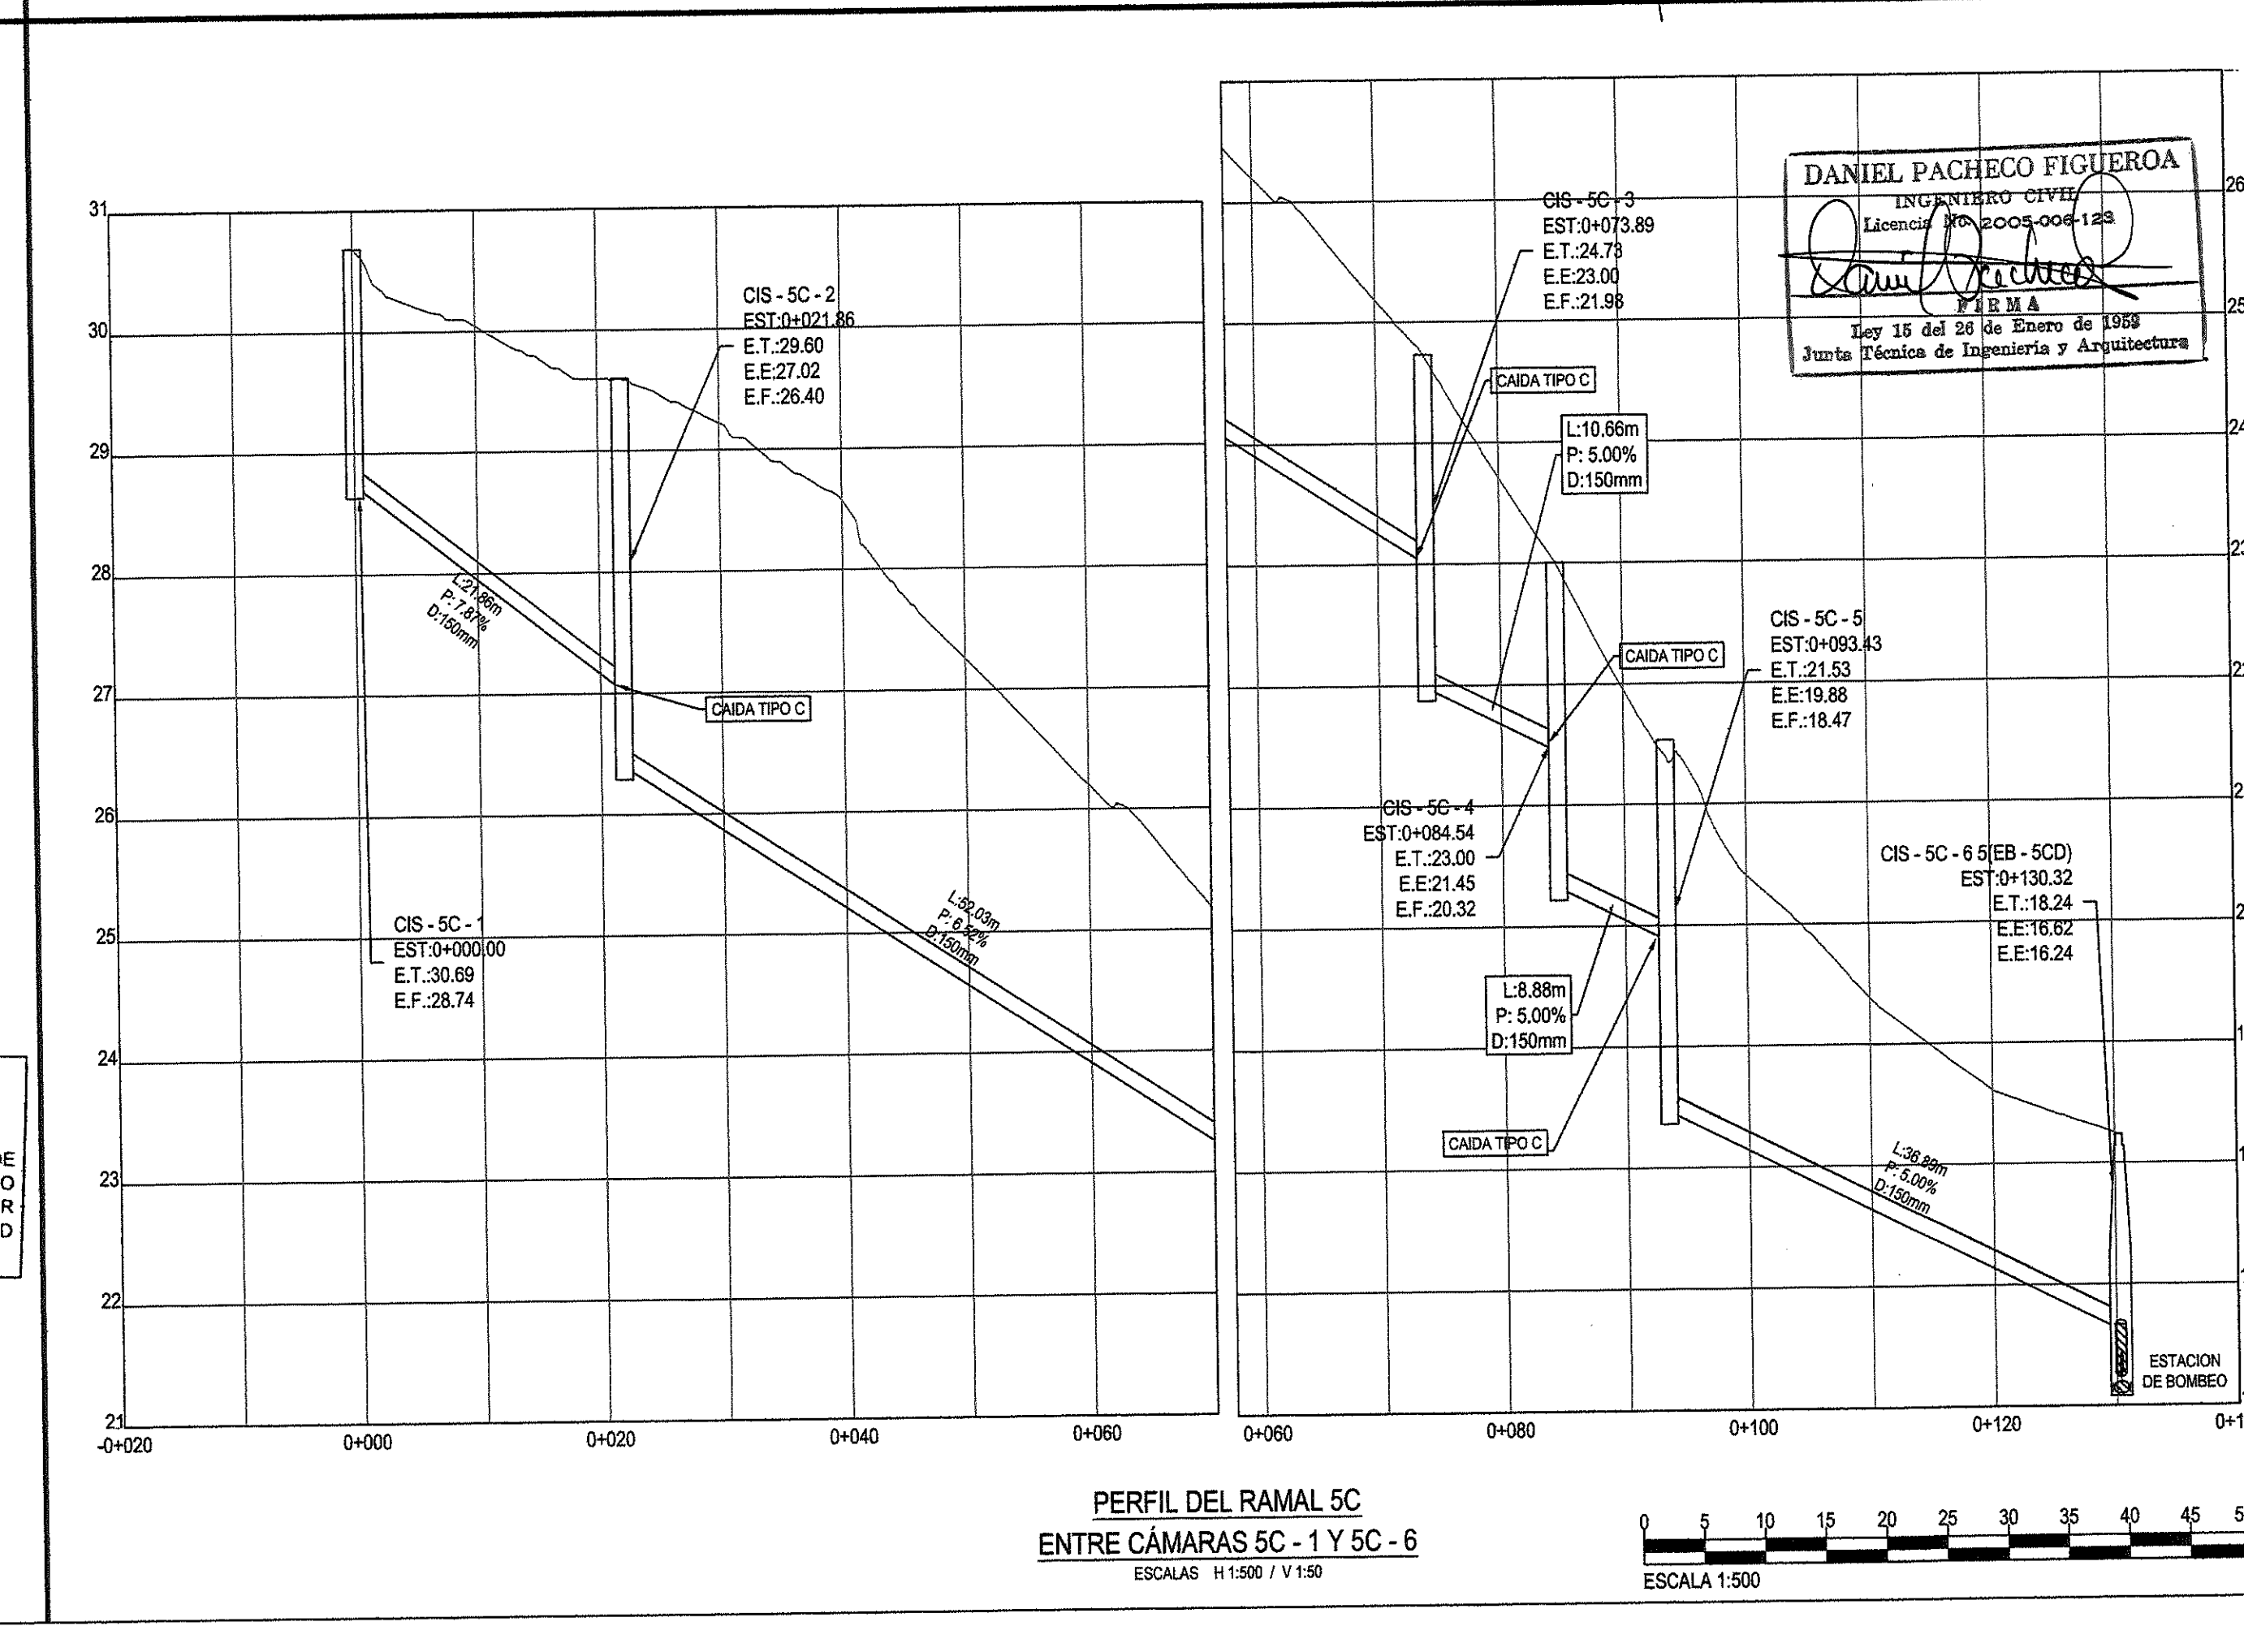 31
30
29
28
27
26
25
24
23
22
21
-0+020
0+000
0+020
0+040
0+060
CIS - 5C - 1
EST:0+000.00
E.T.:30.69
E.F.:28.74
L:21.86m
P: 7.87%
D:150mm
CIS - 5C - 2
EST:0+021.86
E.T.:29.60
E.E:27.02
E.F.:26.40
CAIDA TIPO C
L:52.03m
P: 6.52%
D:150mm
CIS - 5C - 3
EST:0+073.89
E.T.:24.73
E.E:23.00
E.F.:21.98
CAIDA TIPO C
L:10.66m
P: 5.00%
D:150mm
CAIDA TIPO C
CIS - 5C - 4
EST:0+084.54
E.T.:23.00
E.E:21.45
E.F.:20.32
L:8.88m
P: 5.00%
D:150mm
CAIDA TIPO C
CIS - 5C - 5
EST:0+093.43
E.T.:21.53
E.E:19.88
E.F.:18.47
L:36.89m
P: 5.00%
D:150mm
CIS - 5C - 6 5(EB - 5CD)
EST:0+130.32
E.T.:18.24
E.E:16.62
E.E:16.24
ESTACION
DE BOMBEO
26
25
24
0+060
0+080
0+100
0+120
DANIEL PACHECO FIGUEROA
INGENIERO CIVIL
Licencia No. 2005-006-123
FIRMA
Ley 15 del 26 de Enero de 1959
Junta Técnica de Ingeniería y Arquitectura
PERFIL DEL RAMAL 5C
ENTRE CÁMARAS 5C - 1 Y 5C - 6
ESCALAS H 1:500 / V 1:50
0 5 10 15 20 25 30 35 40 45
ESCALA 1:500